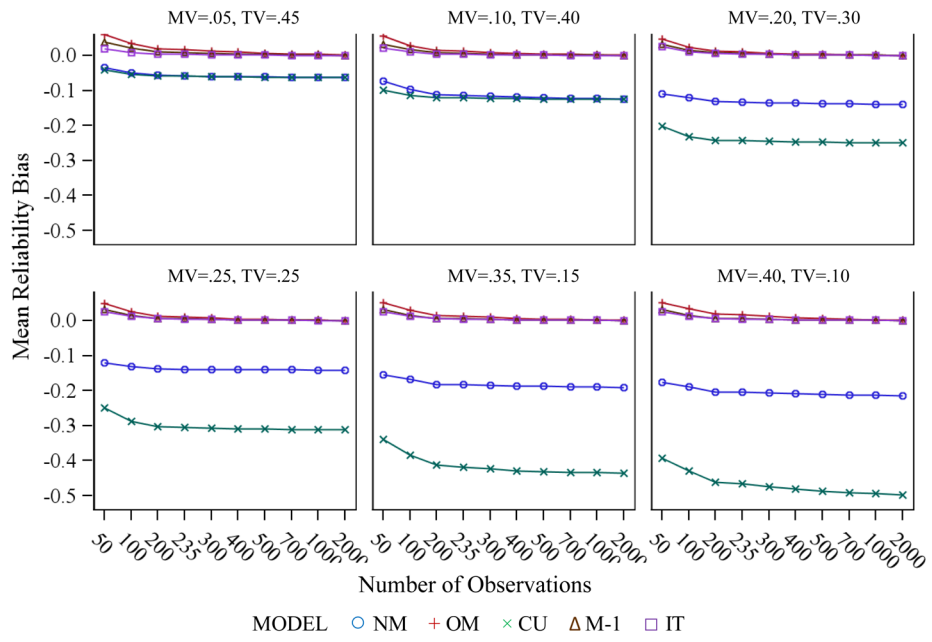 MV=.05, TV=.45
MV=.10, TV=.40
MV=.20, TV=.30
0.0
-0.1
-0.2
-0.3
-0.4
-0.5
Mean Reliability Bias
MV=.25, TV=.25
MV=.35, TV=.15
MV=.40, TV=.10
0.0
-0.1
-0.2
-0.3
-0.4
-0.5
50 100 200 235 300 400 500 700 1000 2000
50 100 200 235 300 400 500 700 1000 2000
50 100 200 235 300 400 500 700 1000 2000
Number of Observations
MODEL NM OM CU M-1 IT